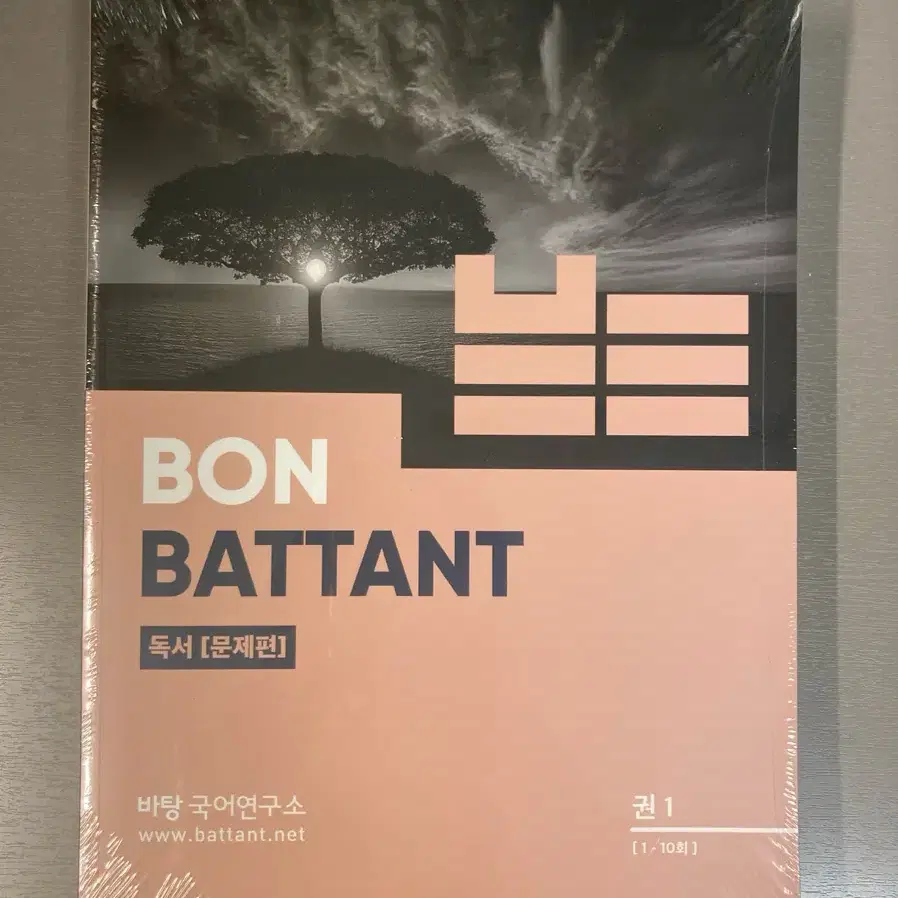 BON
BATTANT
독서 [문제편]
바탕 국어연구소
www.battant.net
권 1
[ 1 - 10회 ]